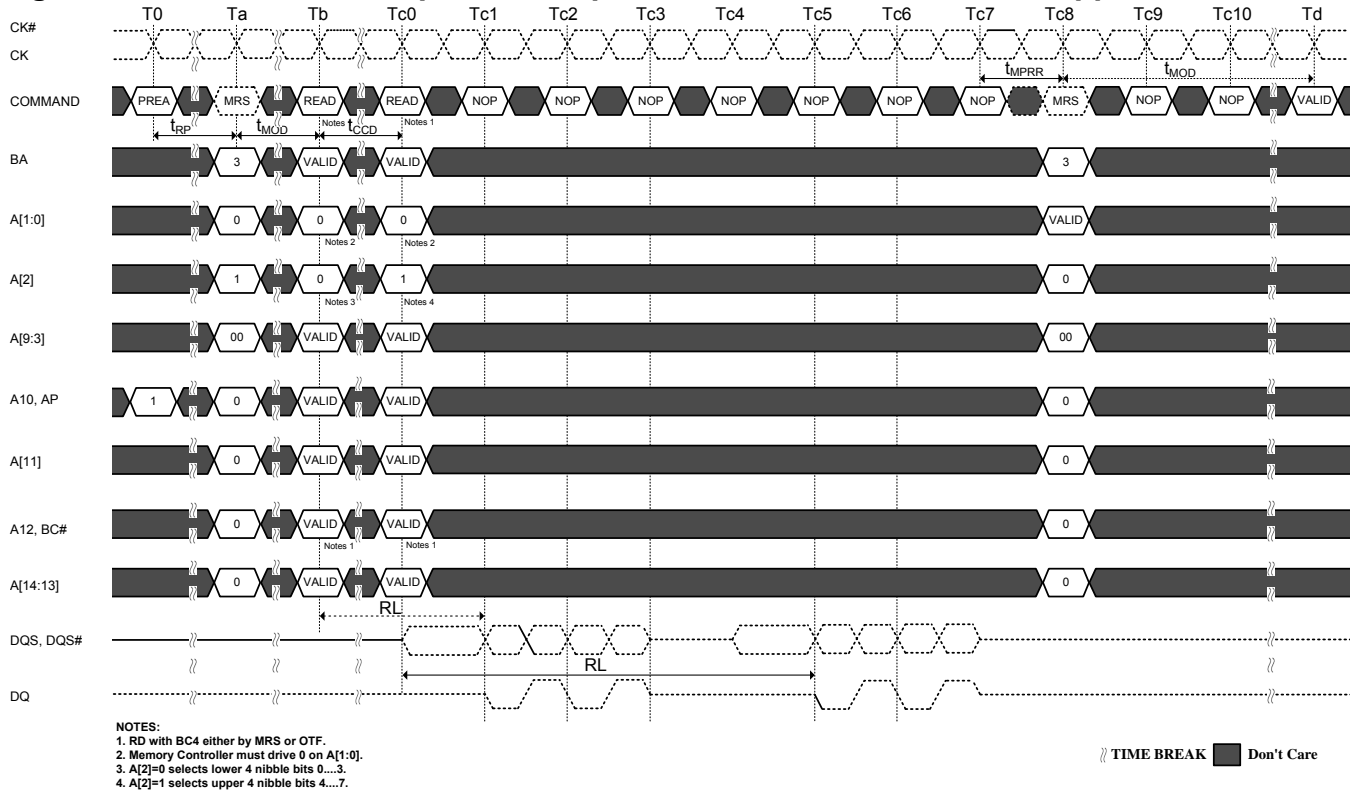 T0 Ta Tb Tc0 Tc1 Tc2 Tc3 Tc4 Tc5 Tc6 Tc7 Tc8 Tc9 Tc10 Td
CK#
CK
tMPRR tMOD
COMMAND PREA MRS READ READ NOP NOP NOP NOP NOP NOP NOP MRS NOP NOP VALID
Notes 1 Notes 1
tRP tMOD tCCD
BA 3 VALID VALID 3
A[1:0] 0 0 0 VALID
Notes 2 Notes 2
A[2] 1 0 1 0
Notes 3 Notes 4
A[9:3] 00 VALID VALID 00
A10, AP 1 0 VALID VALID 0
A[11] 0 VALID VALID 0
A12, BC# 0 VALID VALID 0
Notes 1 Notes 1
A[14:13] 0 VALID VALID 0
RL
DQS, DQS#
RL
DQ
NOTES:
1. RD with BC4 either by MRS or OTF.
2. Memory Controller must drive 0 on A[1:0].
3. A[2]=0 selects lower 4 nibble bits 0....3.
4. A[2]=1 selects upper 4 nibble bits 4....7.
TIME BREAK Don't Care